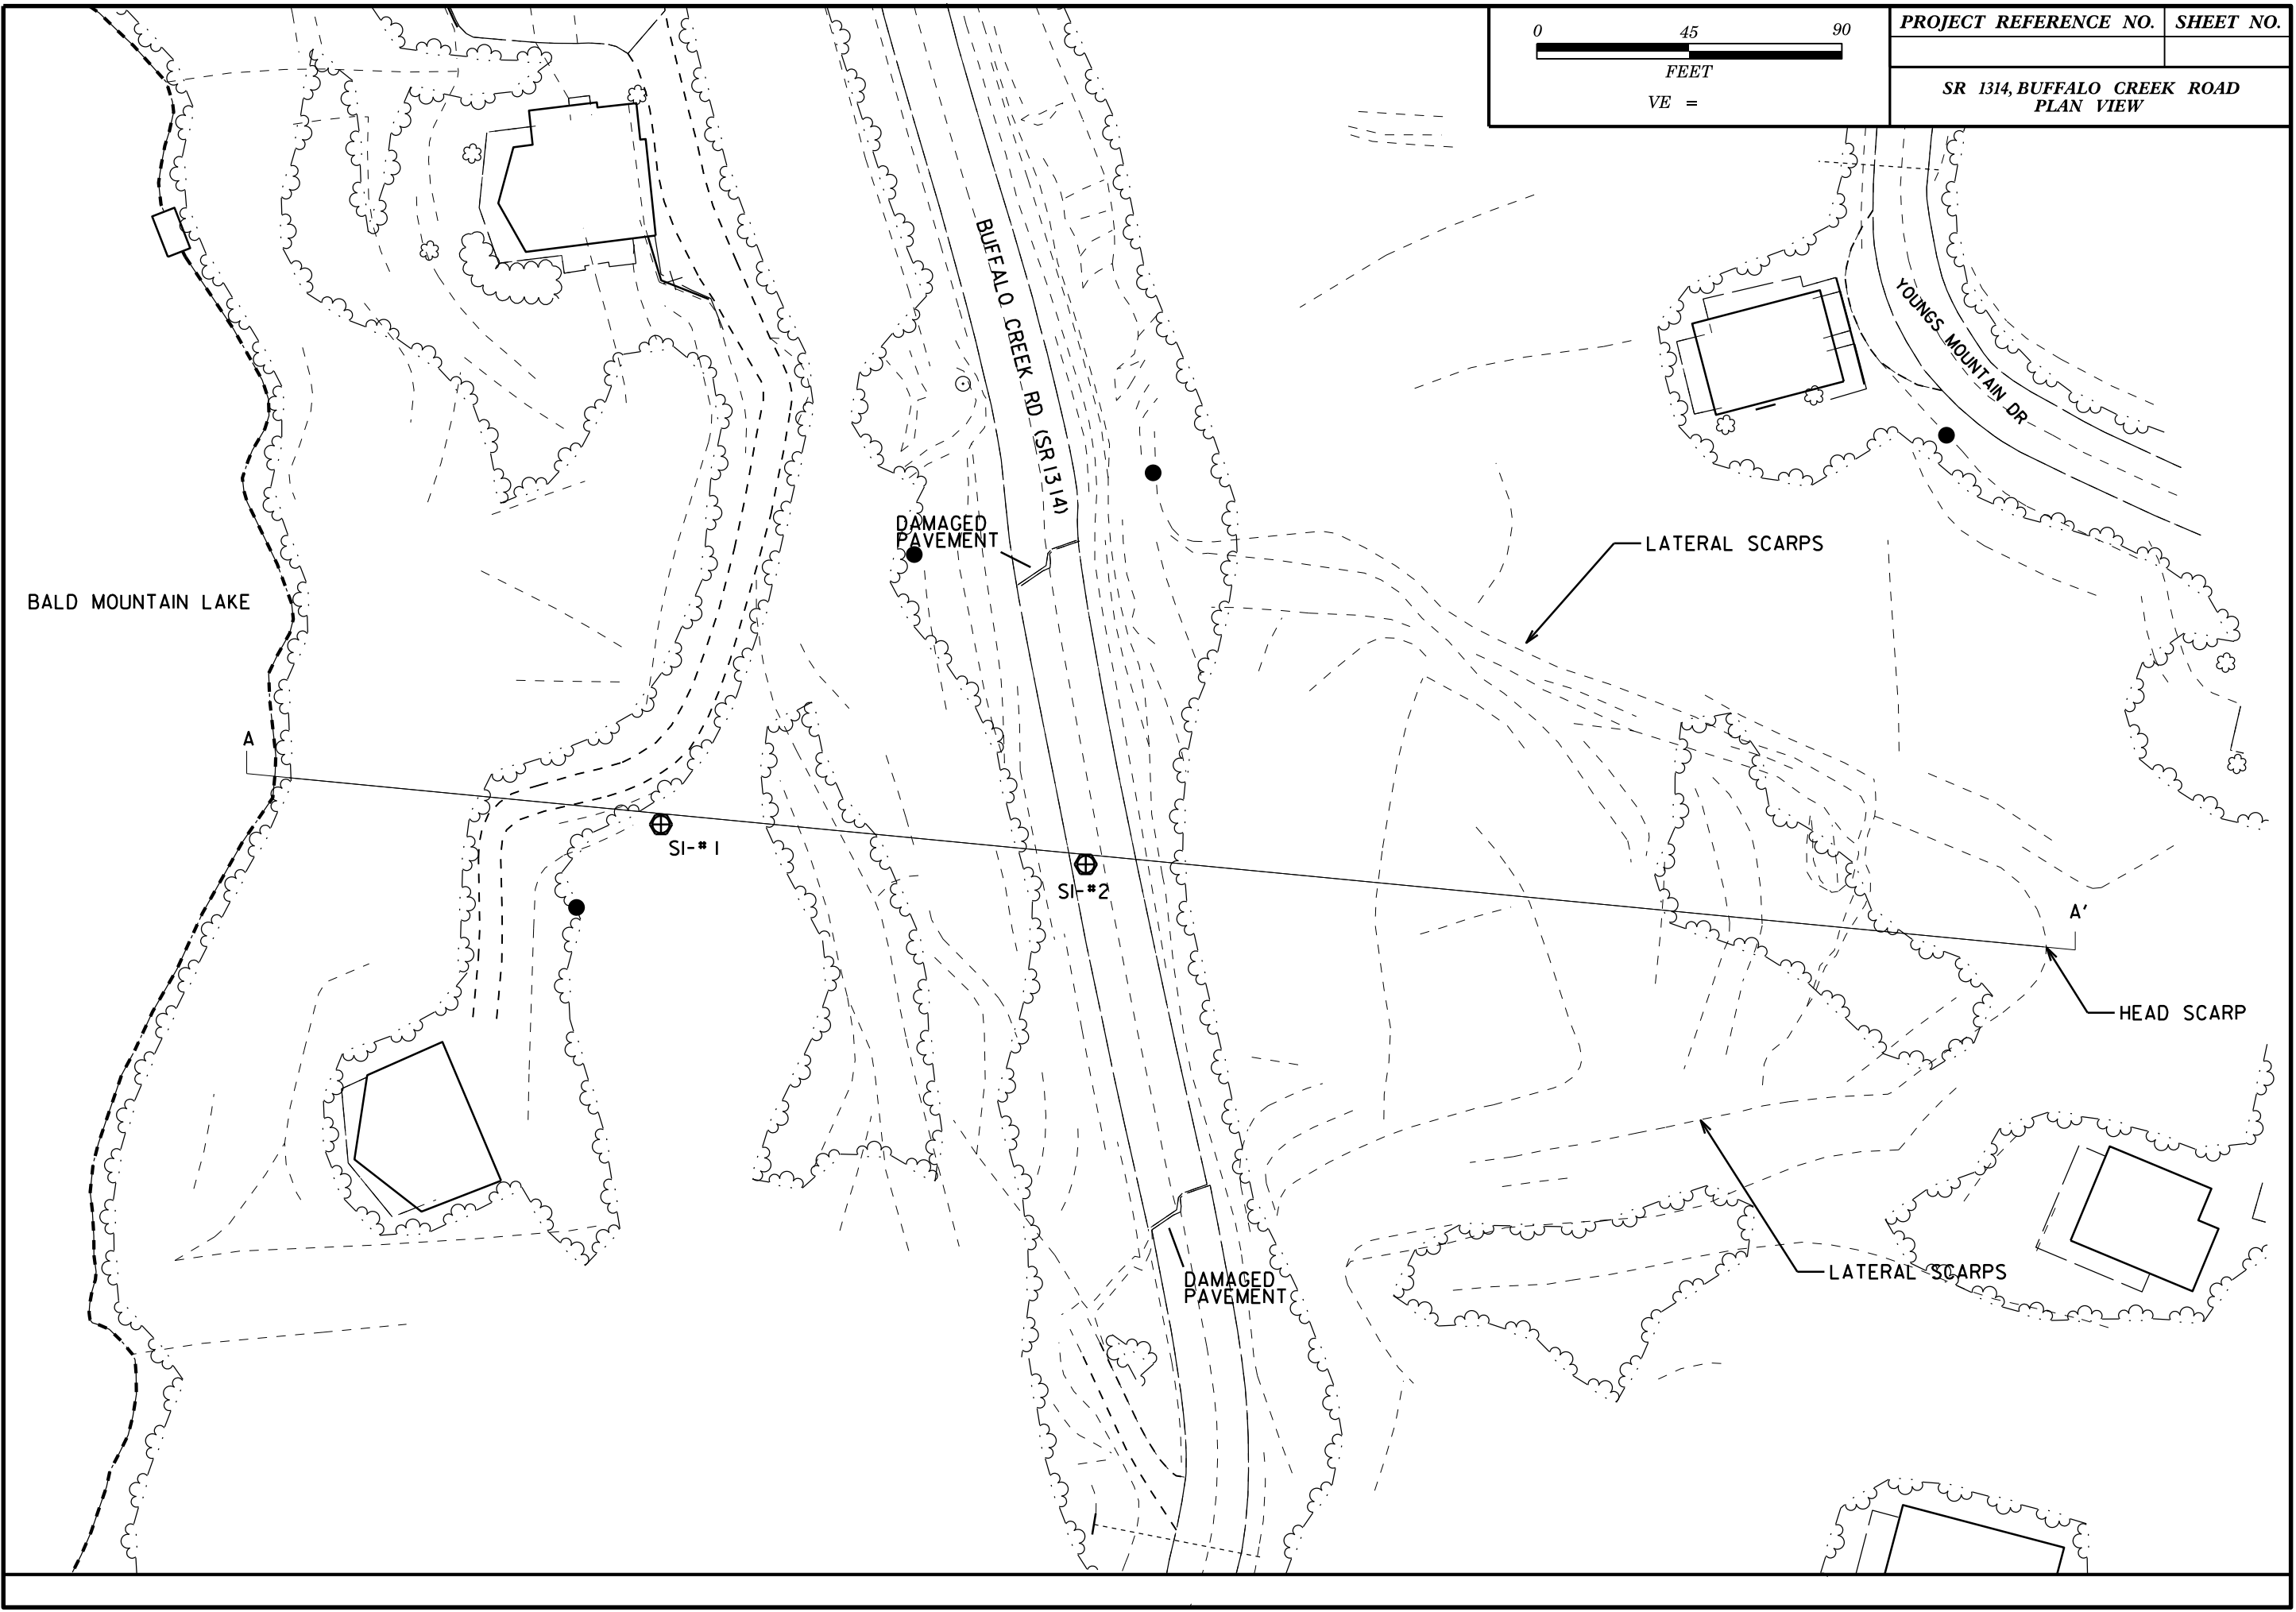 0 45 90
FEET
VE =
PROJECT REFERENCE NO. SHEET NO.
SR 1314, BUFFALO CREEK ROAD
PLAN VIEW
BUFFALO CREEK RD (SR1314)
YOUNGS MOUNTAIN DR
DAMAGED
PAVEMENT
LATERAL SCARPS
BALD MOUNTAIN LAKE
A
SI-#1
SI-#2
A'
HEAD SCARP
LATERAL SCARPS
DAMAGED
PAVEMENT